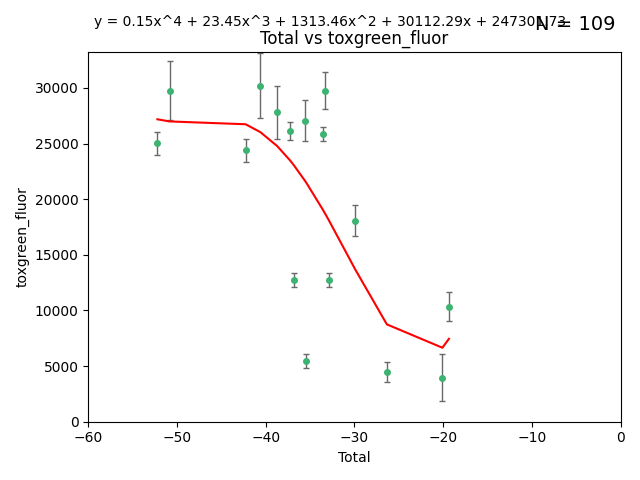 y = 0.15x^4 + 23.45x^3 + 1313.46x^2 + 30112.29x + 247301.73
N = 109
Total vs toxgreen_fluor
30000
25000
20000
15000
10000
5000
0
toxgreen_fluor
−60 −50 −40 −30 −20 −10 0
Total